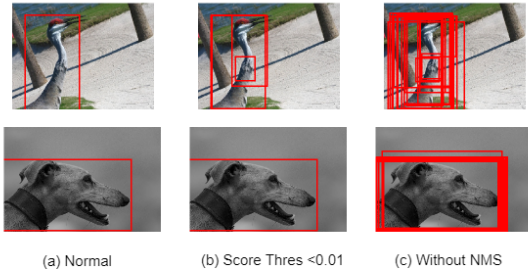 (a) Normal
(b) Score Thres <0.01
(c) Without NMS